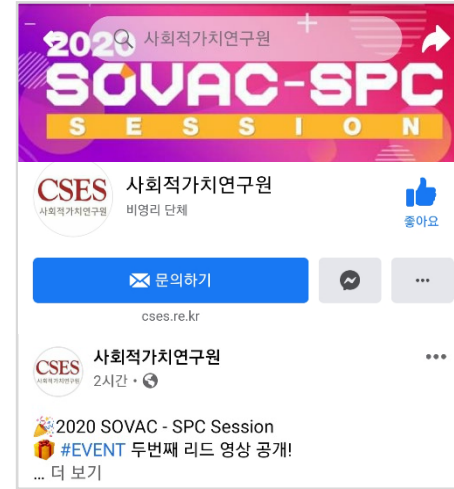 2020
사회적가치연구원
SOVAC-SPC
SESSION
CSES
사회적가치연구원
사회적가치연구원
비영리 단체
좋아요
문의하기
cses.re.kr
CSES
사회적가치연구원
사회적가치연구원
2시간
2020 SOVAC - SPC Session
#EVENT 두번째 리드 영상 공개!
... 더 보기